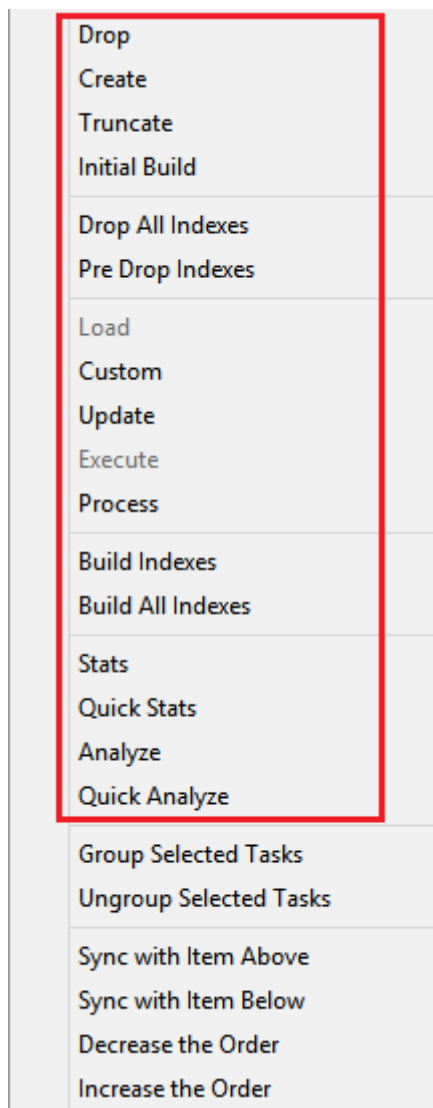 Drop
Create
Truncate
Initial Build
Drop All Indexes
Pre Drop Indexes
Load
Custom
Update
Execute
Process
Build Indexes
Build All Indexes
Stats
Quick Stats
Analyze
Quick Analyze
Group Selected Tasks
Ungroup Selected Tasks
Sync with Item Above
Sync with Item Below
Decrease the Order
Increase the Order